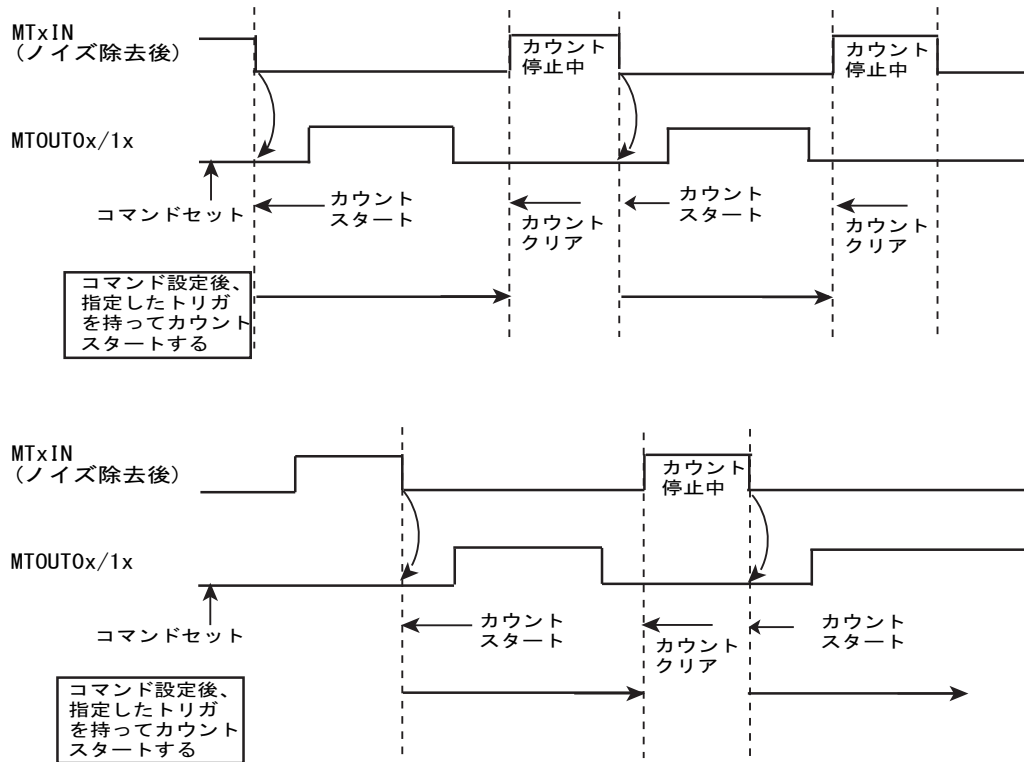 MTxIN
（ノイズ除去後）
カウント
停止中
カウント
停止中
MTOUT0x/1x
コマンドセット
カウント
スタート
カウント
クリア
カウント
スタート
カウント
クリア
コマンド設定後、
指定したトリガ
を持ってカウント
スタートする
MTxIN
（ノイズ除去後）
カウント
停止中
MTOUT0x/1x
コマンドセット
カウント
スタート
カウント
クリア
カウント
スタート
コマンド設定後、
指定したトリガ
を持ってカウント
スタートする